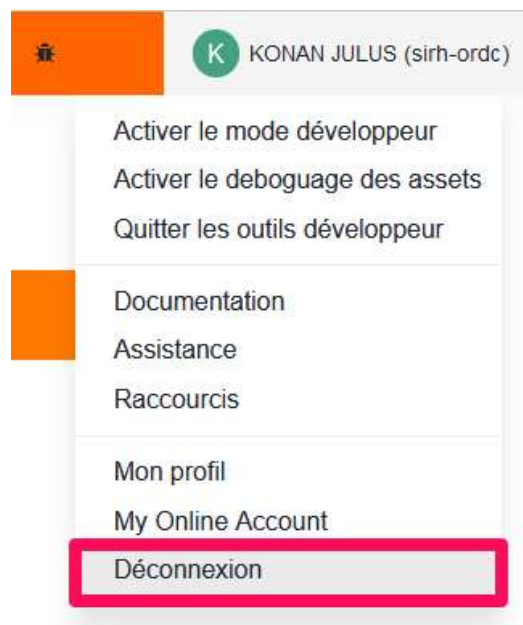 K KONAN JULUS (sirh-ordc)
Activer le mode développeur
Activer le deboguage des assets
Quitter les outils développeur
Documentation
Assistance
Raccourcis
Mon profil
My Online Account
Déconnexion